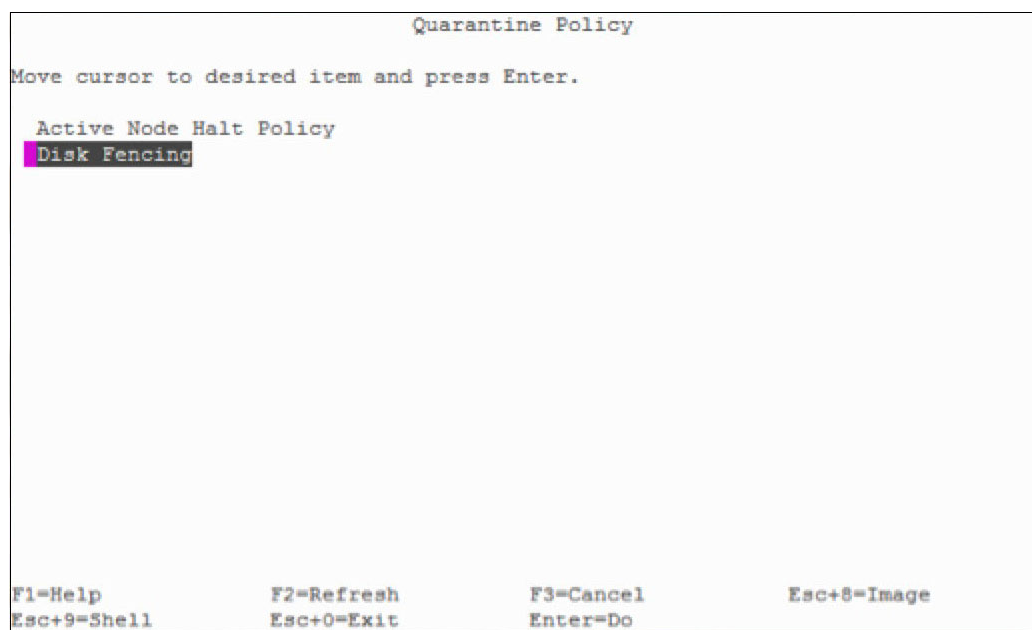 Quarantine Policy
Move cursor to desired item and press Enter.
Active Node Halt Policy
Disk Fencing
F1=Help F2=Refresh F3=Cancel Esc+8=Image
Esc+9=Shell Esc+0=Exit Enter=Do